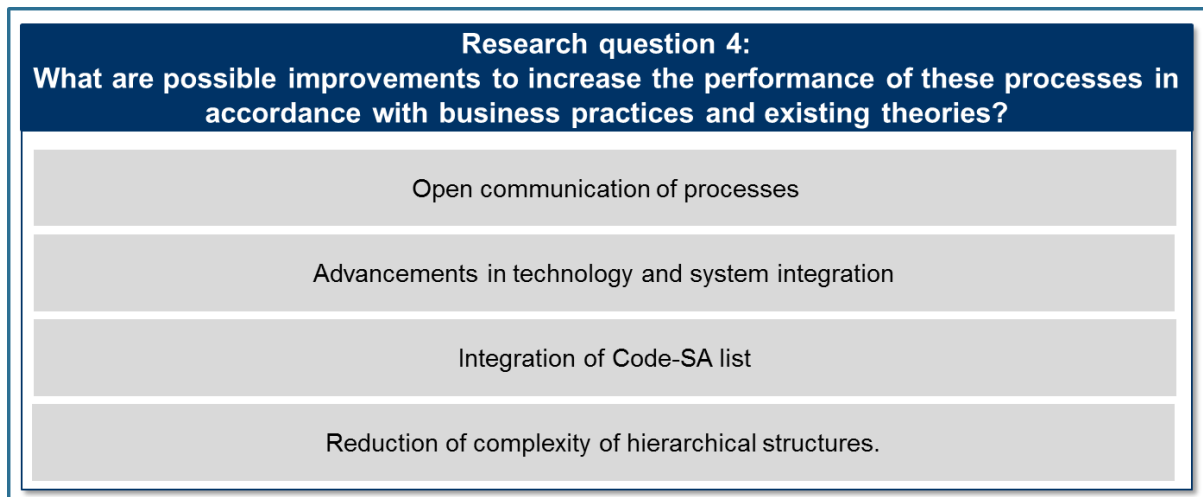 Research question 4:
What are possible improvements to increase the performance of these processes in
accordance with business practices and existing theories?
Open communication of processes
Advancements in technology and system integration
Integration of Code-SA list
Reduction of complexity of hierarchical structures.